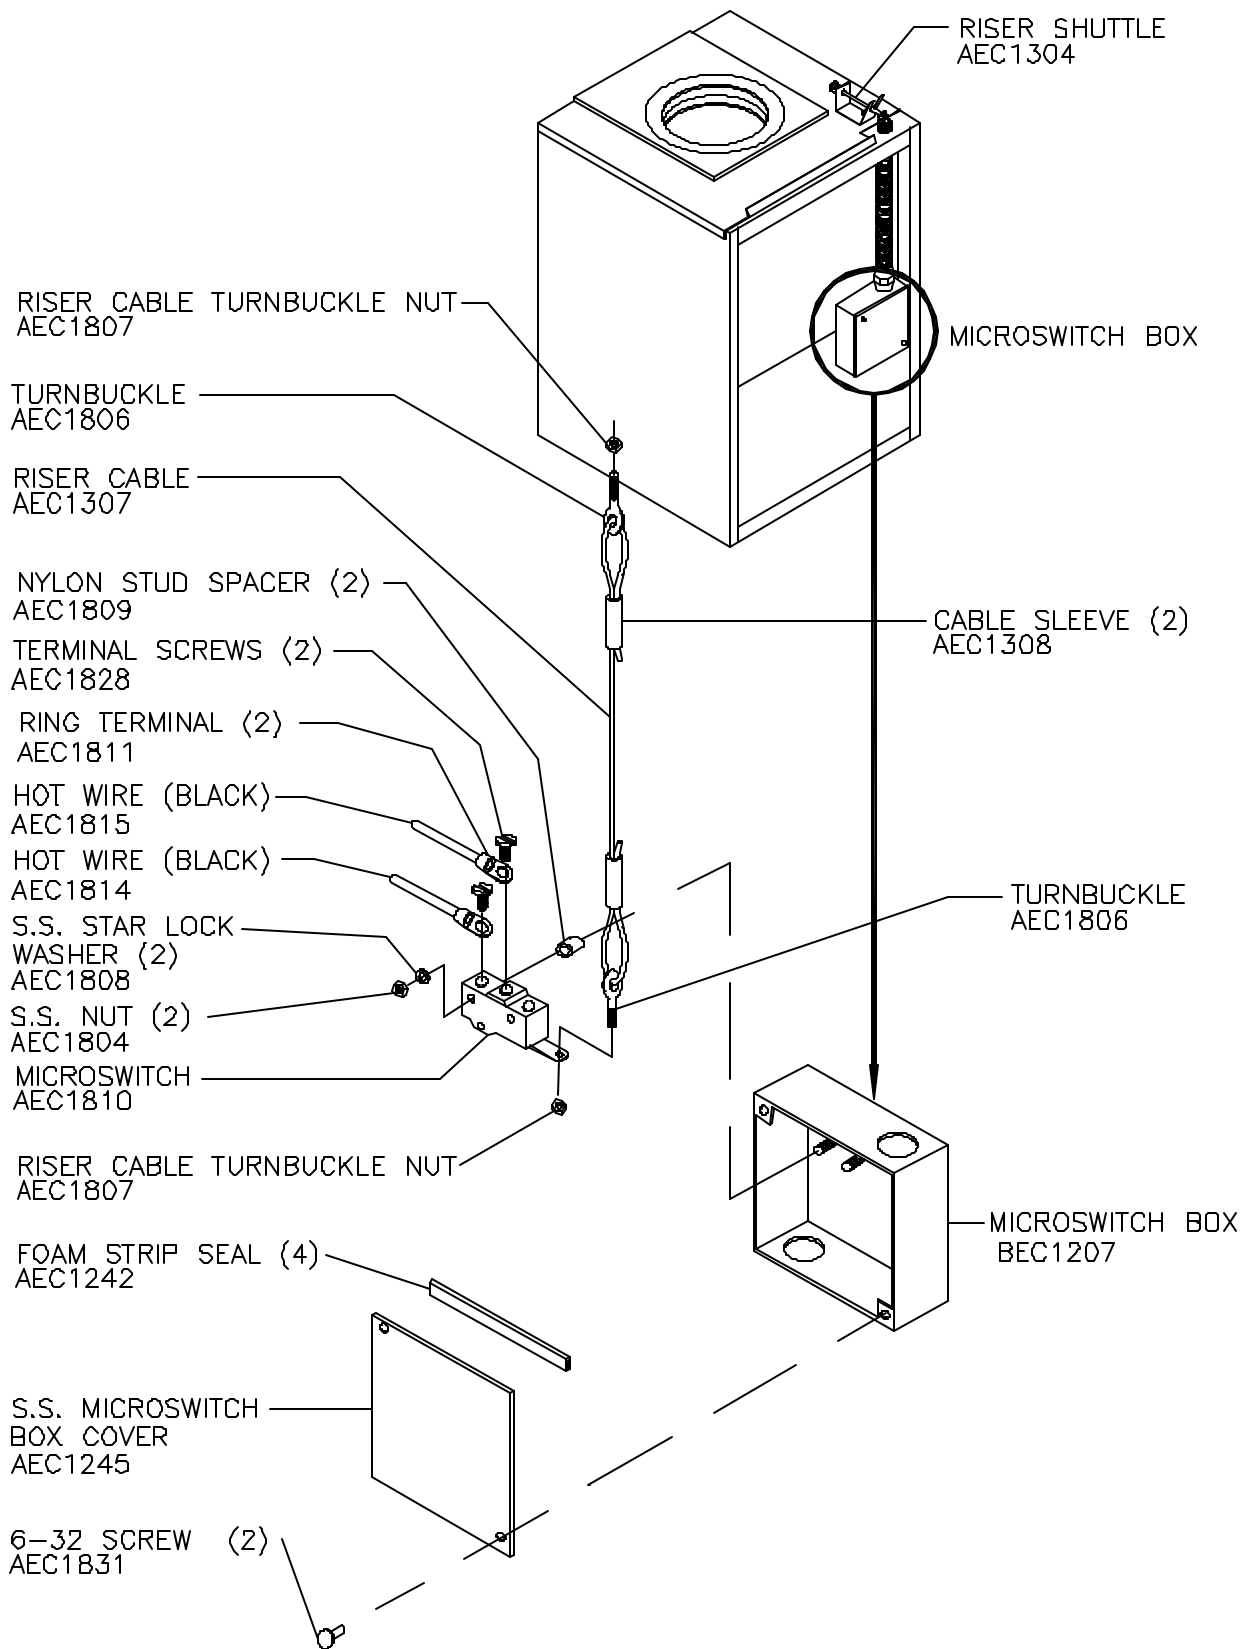 RISER SHUTTLE
AEC1304
RISER CABLE TURNBUCKLE NUT
AEC1807
MICROSWITCH BOX
TURNBUCKLE
AEC1806
RISER CABLE
AEC1307
NYLON STUD SPACER (2)
AEC1809
CABLE SLEEVE (2)
AEC1308
TERMINAL SCREWS (2)
AEC1828
RING TERMINAL (2)
AEC1811
HOT WIRE (BLACK)
AEC1815
HOT WIRE (BLACK)
AEC1814
TURNBUCKLE
AEC1806
S.S. STAR LOCK
WASHER (2)
AEC1808
S.S. NUT (2)
AEC1804
MICROSWITCH
AEC1810
RISER CABLE TURNBUCKLE NUT
AEC1807
MICROSWITCH BOX
BEC1207
FOAM STRIP SEAL (4)
AEC1242
S.S. MICROSWITCH
BOX COVER
AEC1245
6-32 SCREW (2)
AEC1831